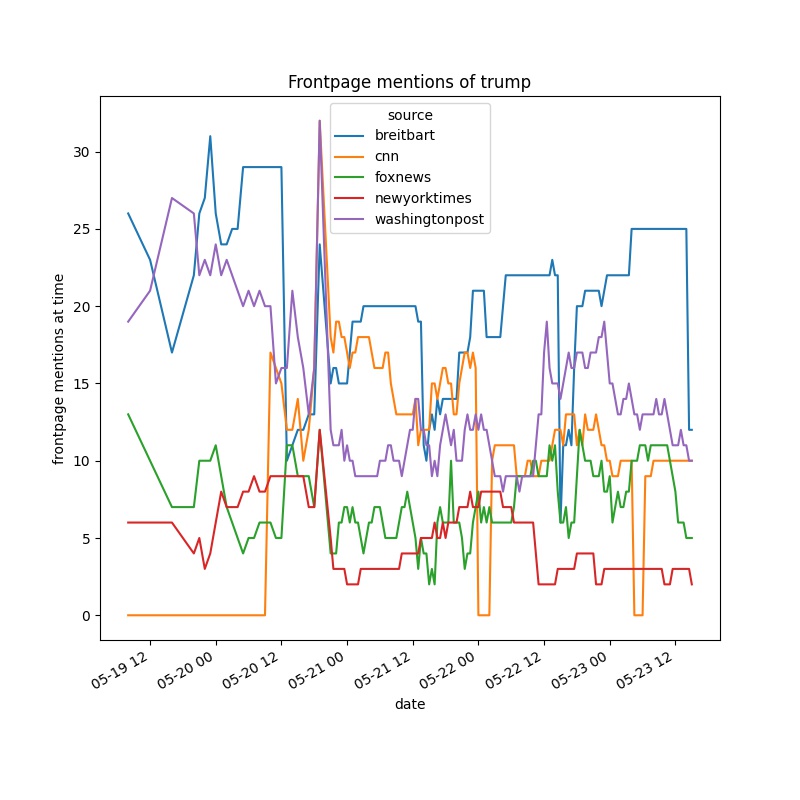 Frontpage mentions of trump
source
breitbart
cnn
foxnews
newyorktimes
washingtonpost
frontpage mentions at time
30
25
20
15
10
5
0
05-19 12
05-20 00
05-20 12
05-21 00
05-21 12
05-22 00
05-22 12
05-23 00
05-23 12
date